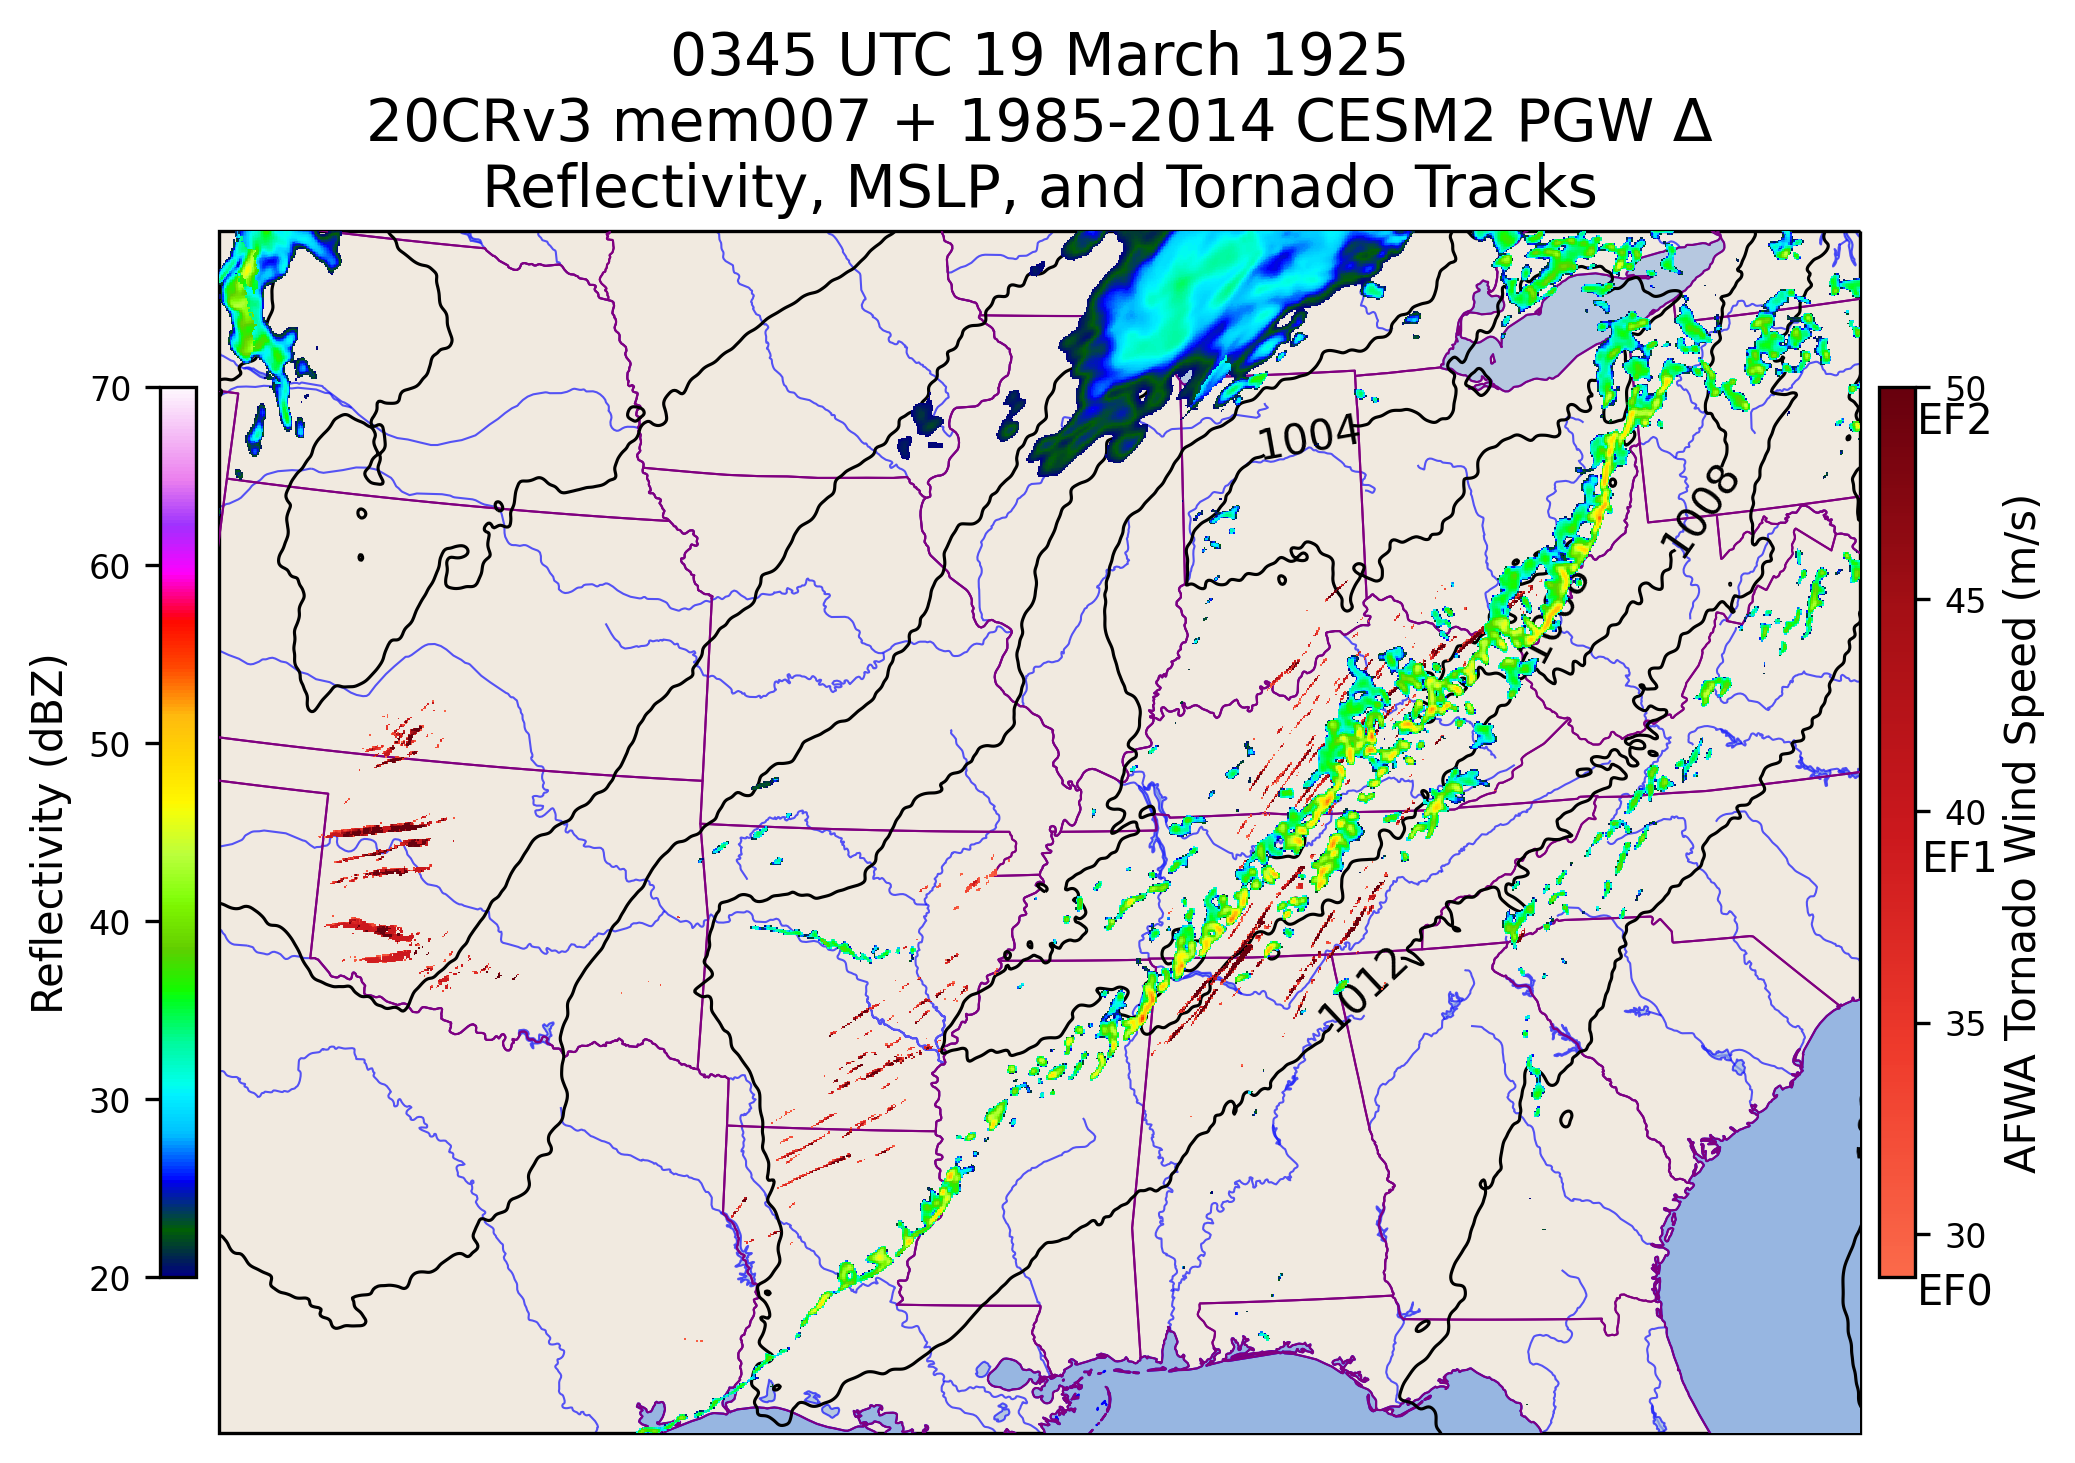 0345 UTC 19 March 1925
20CRv3 mem007 + 1985-2014 CESM2 PGW Δ
Reflectivity, MSLP, and Tornado Tracks
70
60
50
40
30
20
Reflectivity (dBZ)
1004
1008
1008
1012
50
EF2
45
40
EF1
35
30
EF0
AFWA Tornado Wind Speed (m/s)